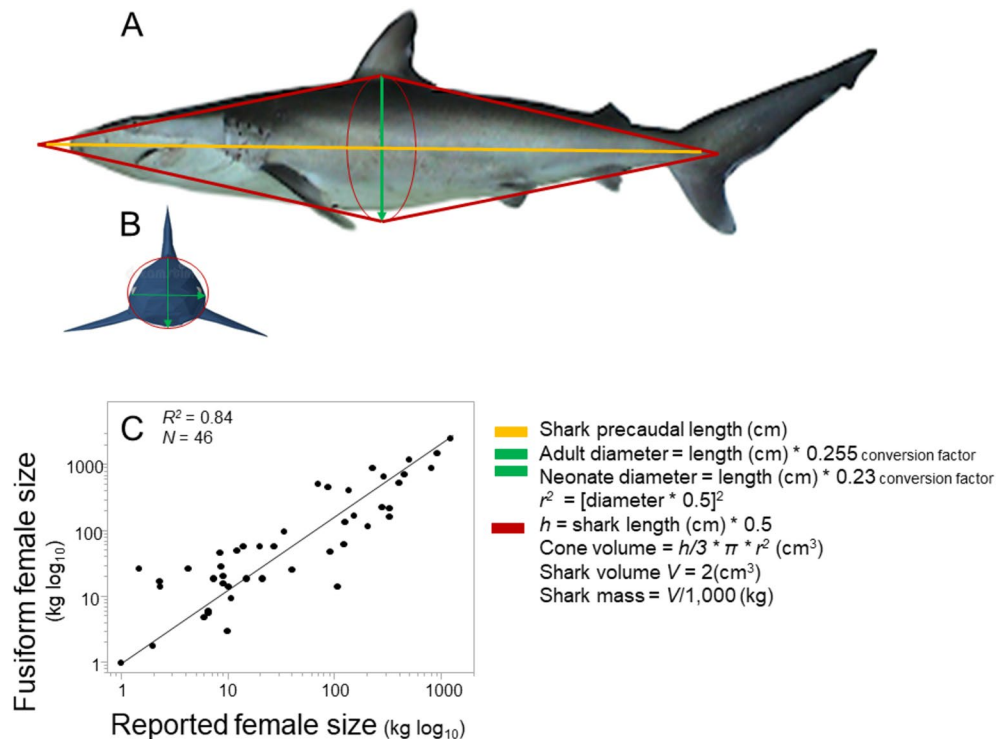 A
B
C
R² = 0.84
N = 46
Fusiform female size
(kg log₁₀)
1000
100
10
1
1
10
100
1000
Reported female size (kg log₁₀)
Shark precaudal length (cm)
Adult diameter = length (cm) * 0.255 conversion factor
Neonate diameter = length (cm) * 0.23 conversion factor
r² = [diameter * 0.5]²
h = shark length (cm) * 0.5
Cone volume = h/3 * π * r² (cm³)
Shark volume V = 2(cm³)
Shark mass = V/1,000 (kg)